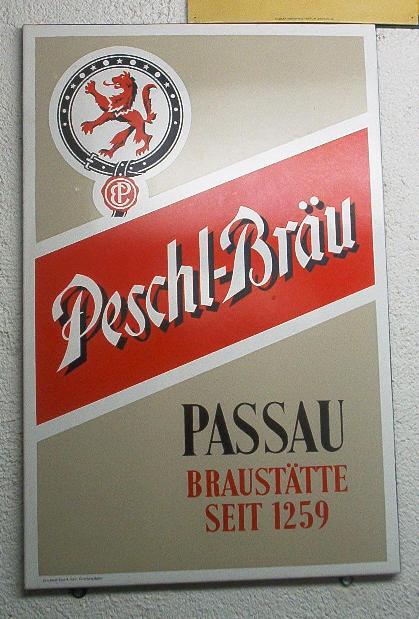 Peschl-Bräu
PASSAU
BRAUSTÄTTE
SEIT 1259